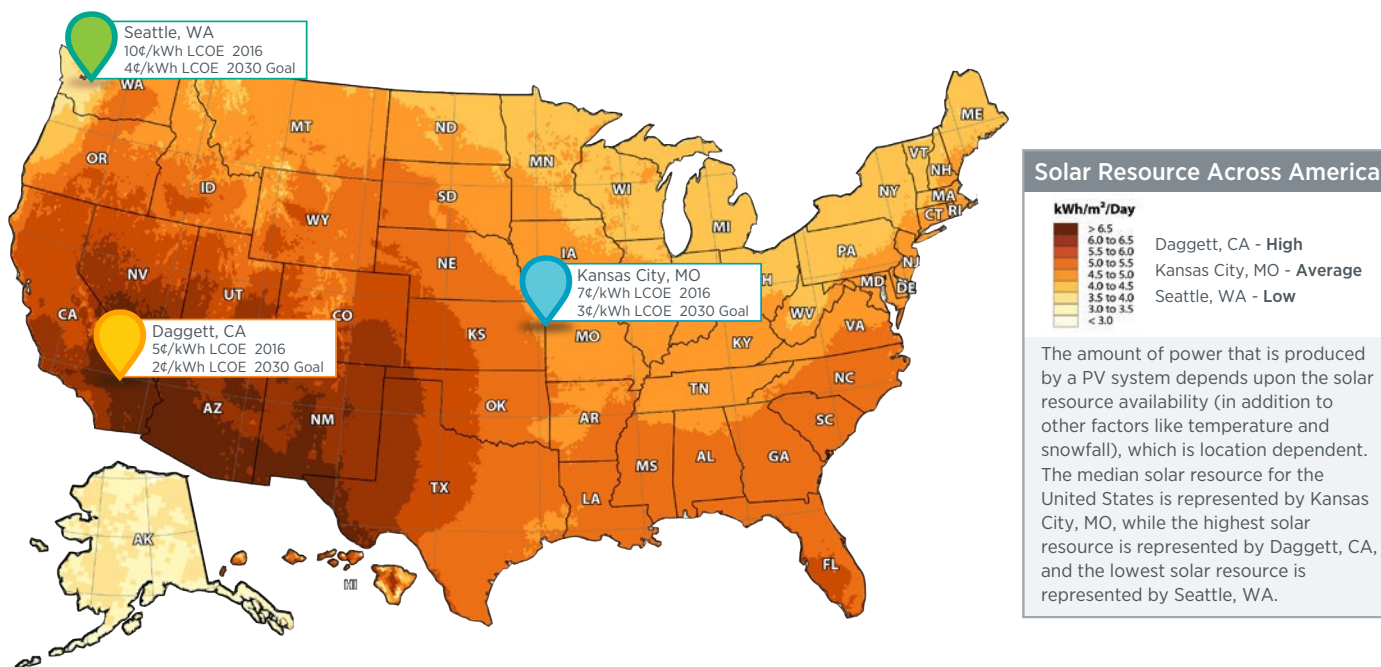 Seattle, WA
10¢/kWh LCOE 2016
4¢/kWh LCOE 2030 Goal
WA
MT
ND
MN
ME
VT
NH
OR
ID
SD
WI
NY
MA
CT RI
WY
MI
NV
NE
IA
PA
NJ
H
MD
DE
Kansas City, MO
7¢/kWh LCOE 2016
3¢/kWh LCOE 2030 Goal
UT
CO
CA
WV
VA
KS
MO
KY
Daggett, CA
5¢/kWh LCOE 2016
2¢/kWh LCOE 2030 Goal
NC
TN
AZ
NM
OK
AR
SC
MS
AL
GA
TX
LA
AK
HI
FL
Solar Resource Across America
kWh/m²/Day
> 6.5
6.0 to 6.5
5.5 to 6.0
5.0 to 5.5
4.5 to 5.0
4.0 to 4.5
3.5 to 4.0
3.0 to 3.5
< 3.0
Daggett, CA - High
Kansas City, MO - Average
Seattle, WA - Low
The amount of power that is produced
by a PV system depends upon the solar
resource availability (in addition to
other factors like temperature and
snowfall), which is location dependent.
The median solar resource for the
United States is represented by Kansas
City, MO, while the highest solar
resource is represented by Daggett, CA,
and the lowest solar resource is
represented by Seattle, WA.